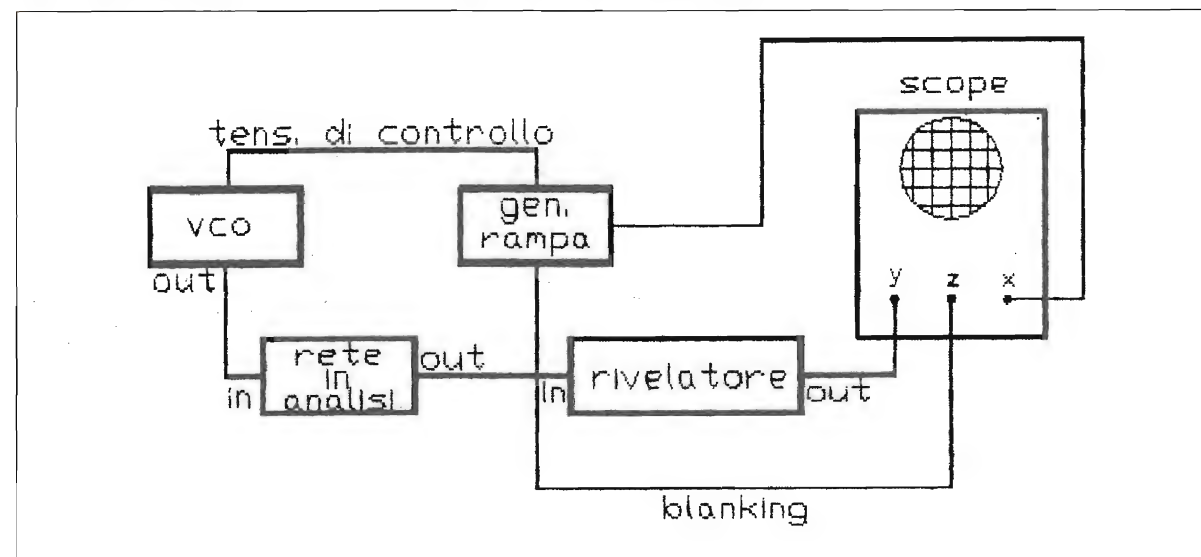 scope
tens. di controllo
vco
gen.
rampa
out
y z x
rete
in
analisi
out
in
in
rivelatore
out
blanking